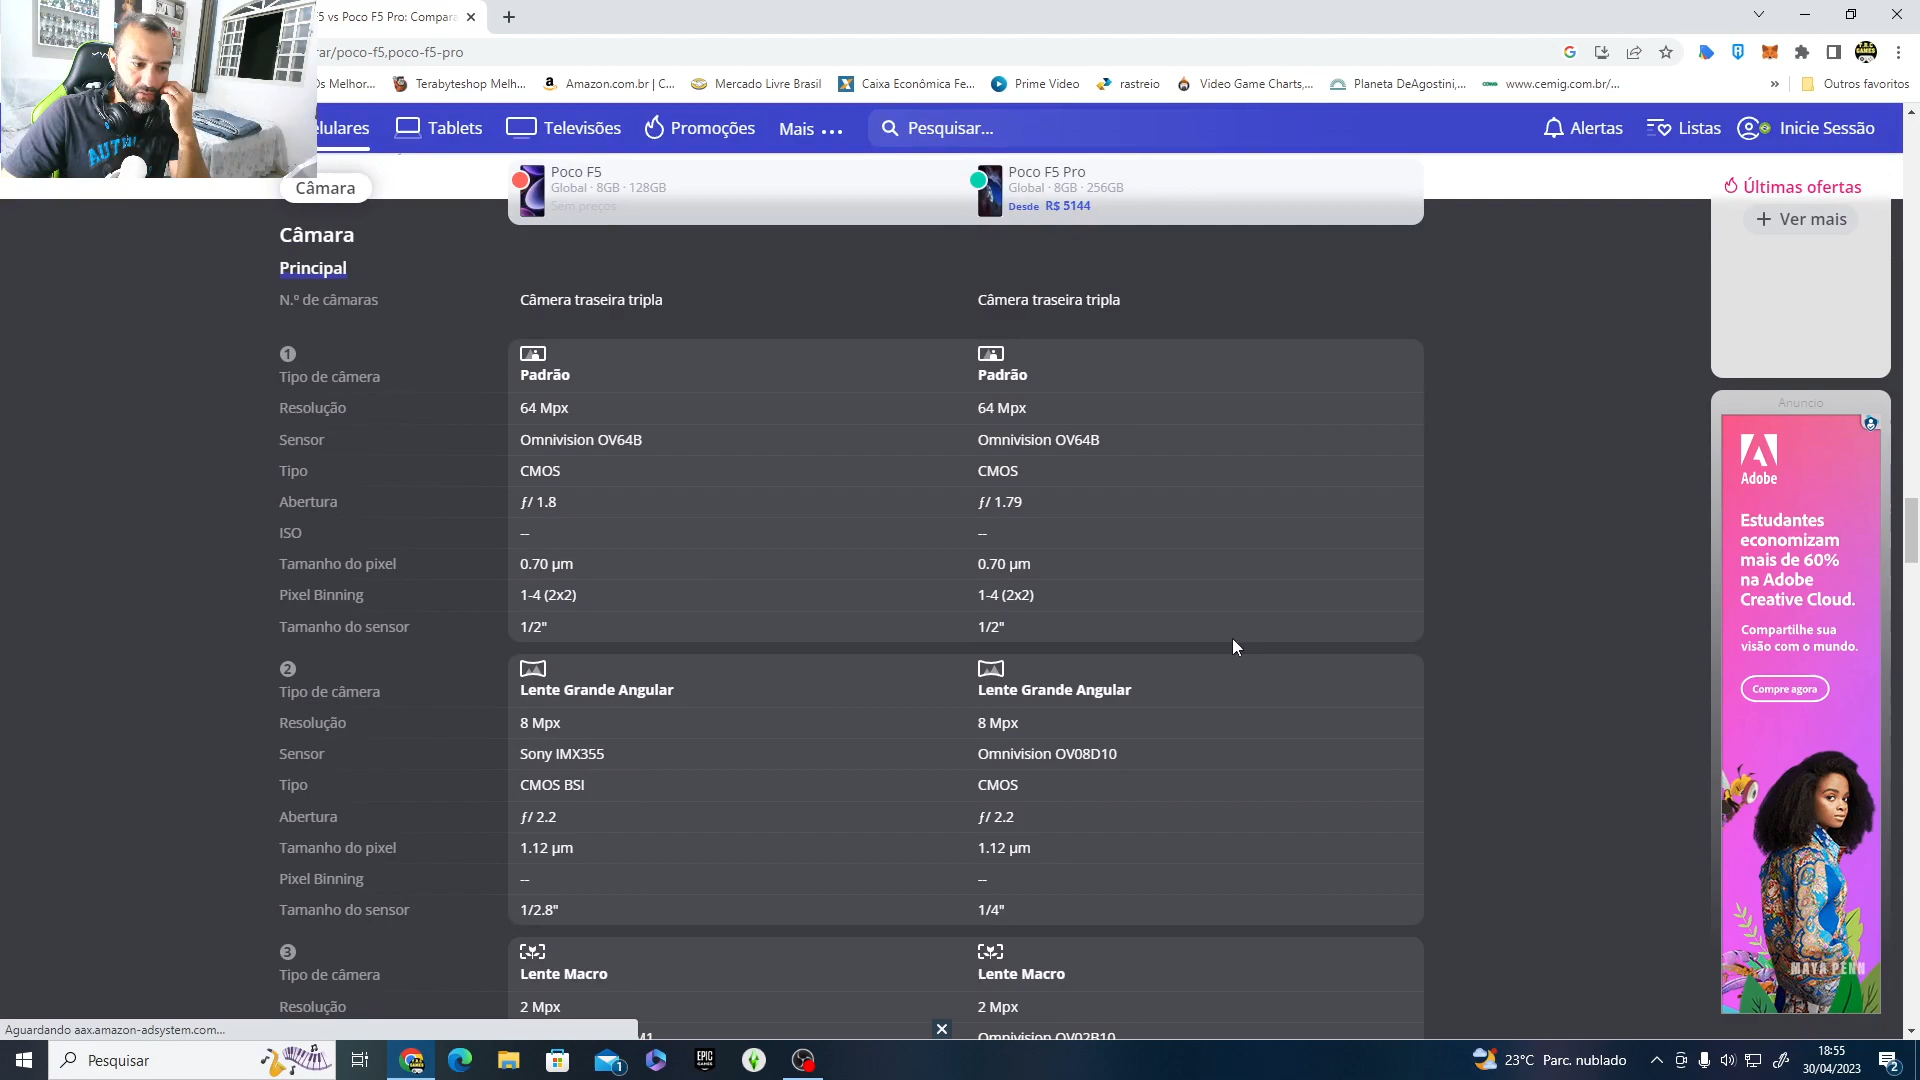 5 vs Poco F5 Pro: Compara
rar/poco-f5,poco-f5-pro
Os Melhor...
Terabyteshop Melh...
Amazon.com.br | C...
Mercado Livre Brasil
Caixa Econômica Fe...
Prime Video
rastreio
Video Game Charts,...
Planeta DeAgostini,...
www.cemig.com.br/...
»
Outros favoritos
elulares
Tablets
Televisões
Promoções
Mais
Pesquisar...
Alertas
Listas
Inicie Sessão
Câmara
Poco F5
Global · 8GB · 128GB
Sem preços
Poco F5 Pro
Global · 8GB · 256GB
Desde R$ 5144
Últimas ofertas
+ Ver mais
Câmara
Principal
N.º de câmaras Câmera traseira tripla Câmera traseira tripla
1
Tipo de câmera Padrão Padrão
Resolução 64 Mpx 64 Mpx
Sensor Omnivision OV64B Omnivision OV64B
Tipo CMOS CMOS
Abertura ƒ/ 1.8 ƒ/ 1.79
ISO -- --
Tamanho do pixel 0.70 µm 0.70 µm
Pixel Binning 1-4 (2x2) 1-4 (2x2)
Tamanho do sensor 1/2" 1/2"
2
Tipo de câmera Lente Grande Angular Lente Grande Angular
Resolução 8 Mpx 8 Mpx
Sensor Sony IMX355 Omnivision OV08D10
Tipo CMOS BSI CMOS
Abertura ƒ/ 2.2 ƒ/ 2.2
Tamanho do pixel 1.12 µm 1.12 µm
Pixel Binning -- --
Tamanho do sensor 1/2.8" 1/4"
3
Tipo de câmera Lente Macro Lente Macro
Resolução 2 Mpx 2 Mpx
Omnivision OV02B10
Anuncio
Adobe
Estudantes
economizam
mais de 60%
na Adobe
Creative Cloud.
Compartilhe sua
visão com o mundo.
Compre agora
MAYA PENN
Aguardando aax.amazon-adsystem.com...
Pesquisar
1
EPIC
GAMES
23°C Parc. nublado
18:55
30/04/2023
2